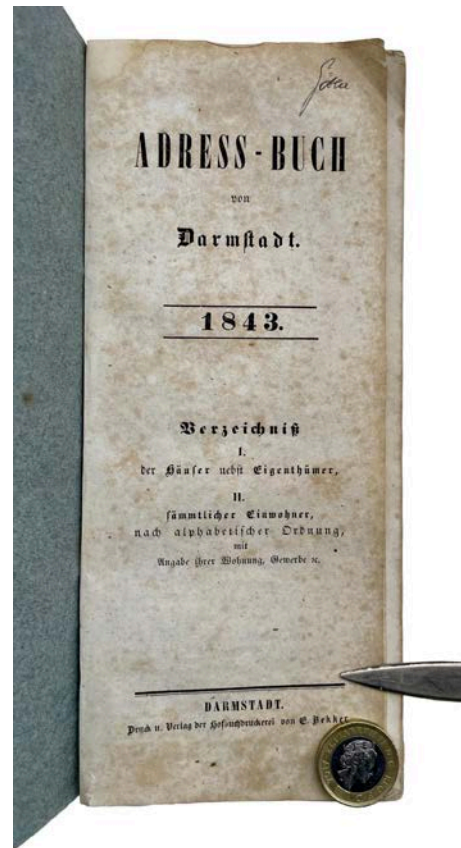 ADRESS-BUCH
von
Darmstadt.
1843.
Verzeichniß
I.
der Häuser nebst Eigenthümer,
II.
sämmtlicher Einwohner,
nach alphabetischer Ordnung,
mit
Angabe ihrer Wohnung, Gewerbe ꝛc.
DARMSTADT.
Druck u. Verlag der Hofbuchdruckerei von E. Bekker.